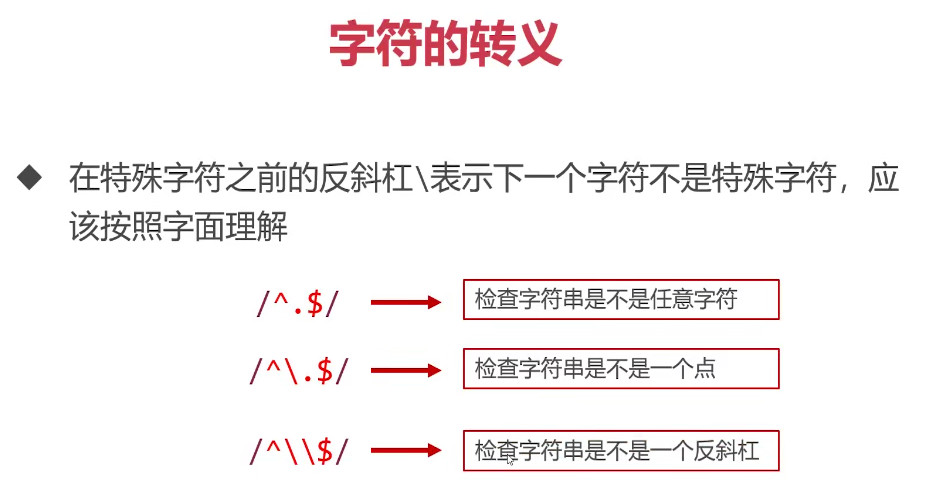 字符的转义
在特殊字符之前的反斜杠\表示下一个字符不是特殊字符，应
该按照字面理解
/^.$/ 检查字符串是不是任意字符
/^\.$/ 检查字符串是不是一个点
/^\\$/ 检查字符串是不是一个反斜杠